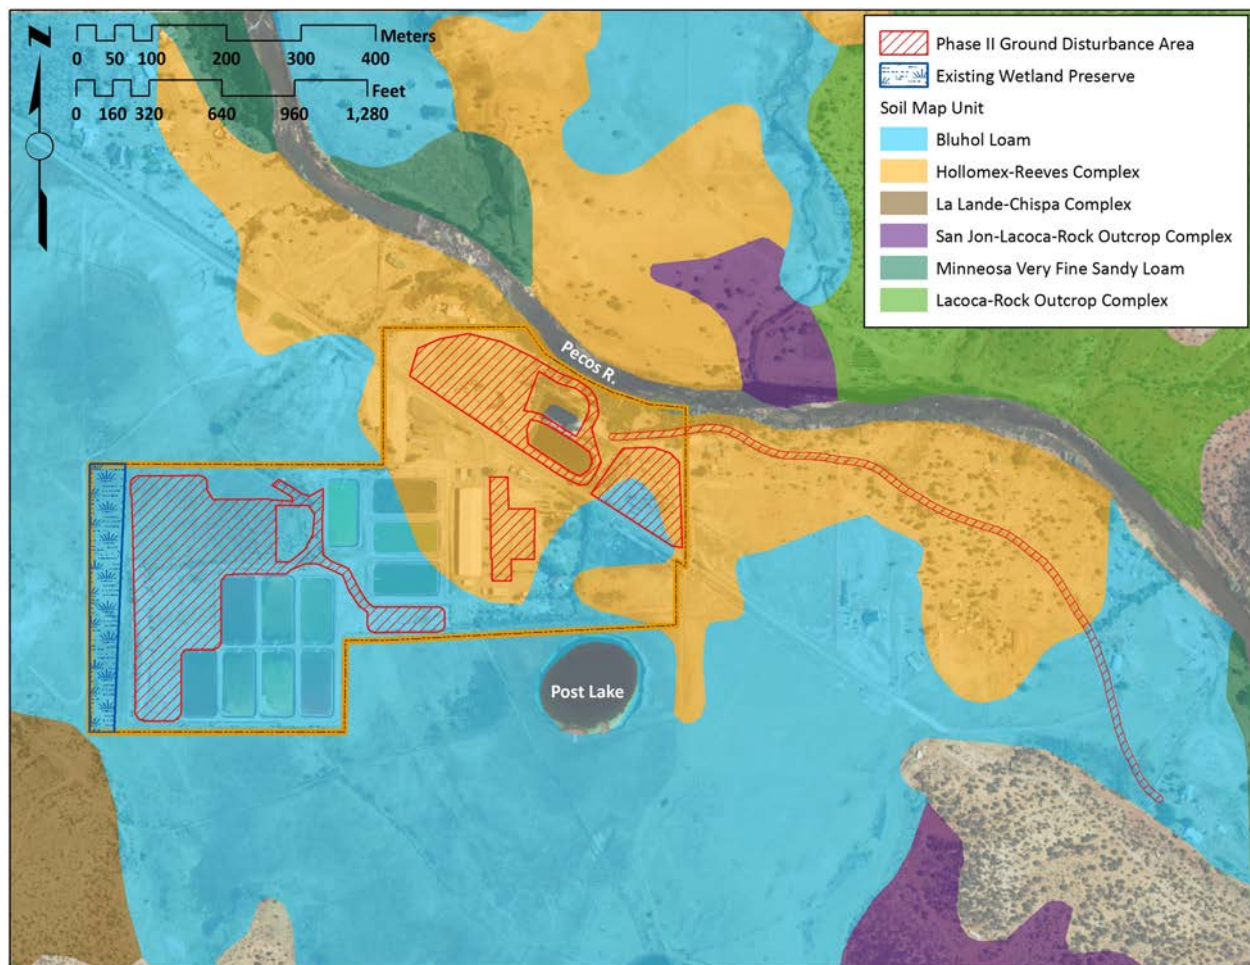 N
Meters
0 50 100 200 300 400
Feet
0 160 320 640 960 1,280
Phase II Ground Disturbance Area
Existing Wetland Preserve
Soil Map Unit
Bluhol Loam
Hollomex-Reeves Complex
La Lande-Chispa Complex
San Jon-Lacoca-Rock Outcrop Complex
Minneosa Very Fine Sandy Loam
Lacoca-Rock Outcrop Complex
Pecos R.
Post Lake